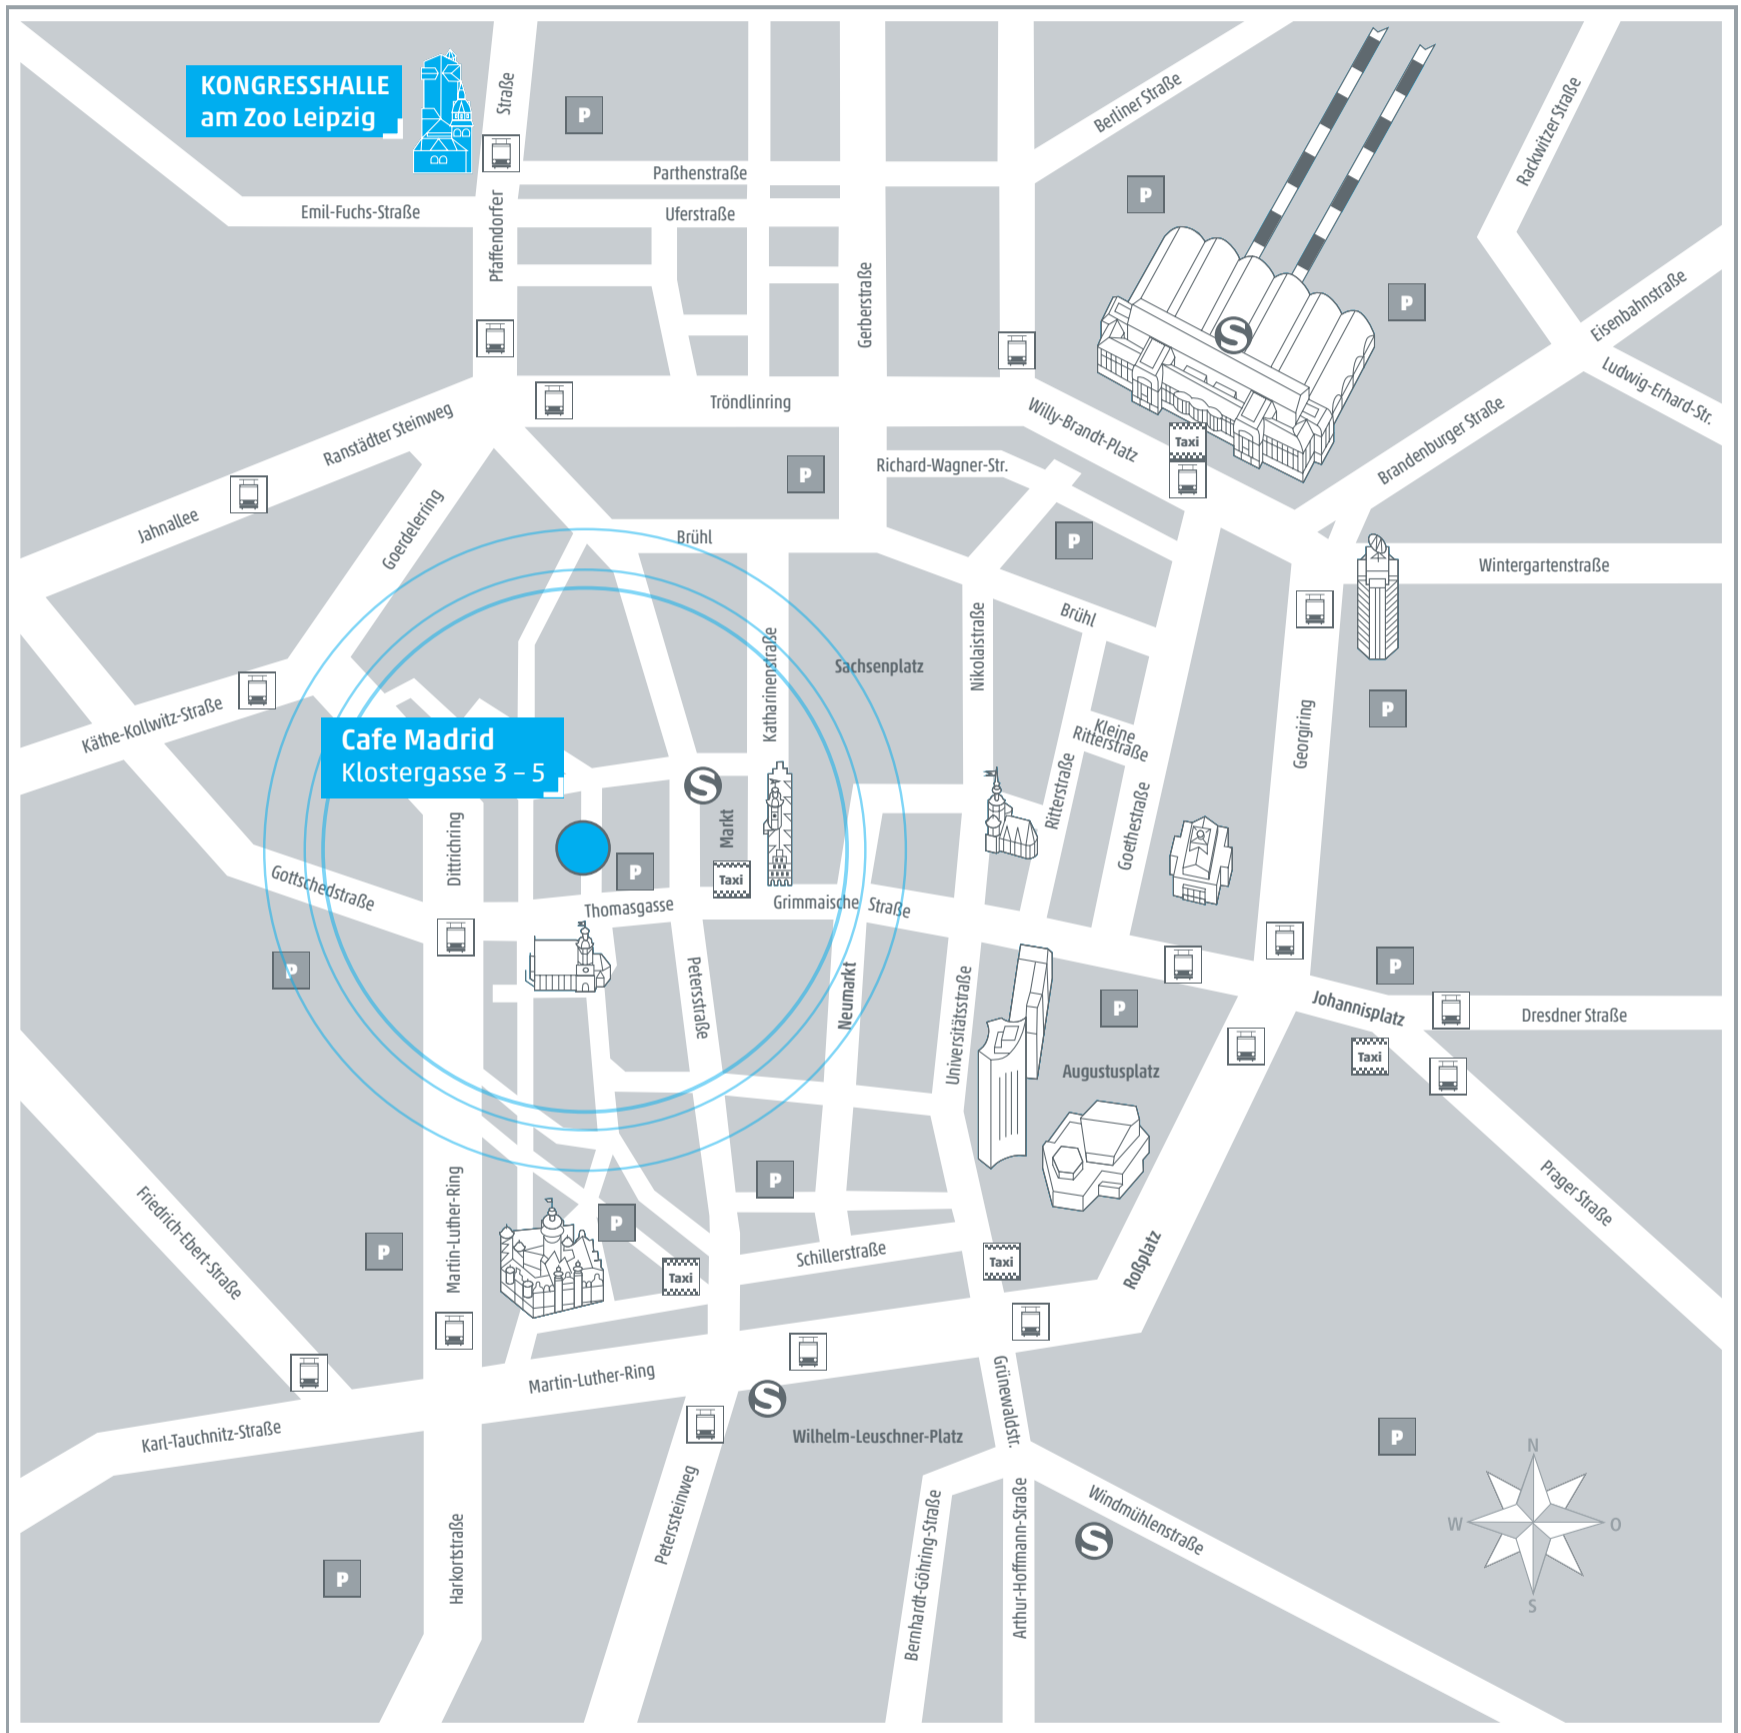 KONGRESSHALLE
am Zoo Leipzig
Straße
P
Berliner Straße
Rackwitzer Straße
Parthenstraße
P
Emil-Fuchs-Straße
Uferstraße
Pfaffendorfer
Gerberstraße
P
S
Eisenbahnstraße
Ludwig-Erhard-Str.
Tröndlinring
Willy-Brandt-Platz
Ranstädter Steinweg
Brandenburger Straße
Taxi
Richard-Wagner-Str.
P
Jahnallee
Goerdelerring
Brühl
P
Wintergartenstraße
Brühl
Nikolaistraße
Katharinenstraße
Sachsenplatz
Käthe-Kollwitz-Straße
P
Georgiring
Kleine
Ritterstraße
Cafe Madrid
Klostergasse 3 – 5
S
Ritterstraße
Goethestraße
Markt
Dittrichring
P
Taxi
Gottschedstraße
Thomasgasse
Grimmaische Straße
P
Petersstraße
Neumarkt
Universitätsstraße
P
P
Johannisplatz
Dresdner Straße
Taxi
Augustusplatz
P
Prager Straße
Martin-Luther-Ring
Friedrich-Ebert-Straße
P
P
Schillerstraße
Taxi
Taxi
Roßplatz
Martin-Luther-Ring
S
Grünewaldstr.
Karl-Tauchnitz-Straße
Wilhelm-Leuschner-Platz
P
N
W
O
S
Peterssteinweg
Windmühlenstraße
S
Harkortstraße
P
Bernhardt-Göhring-Straße
Arthur-Hoffmann-Straße